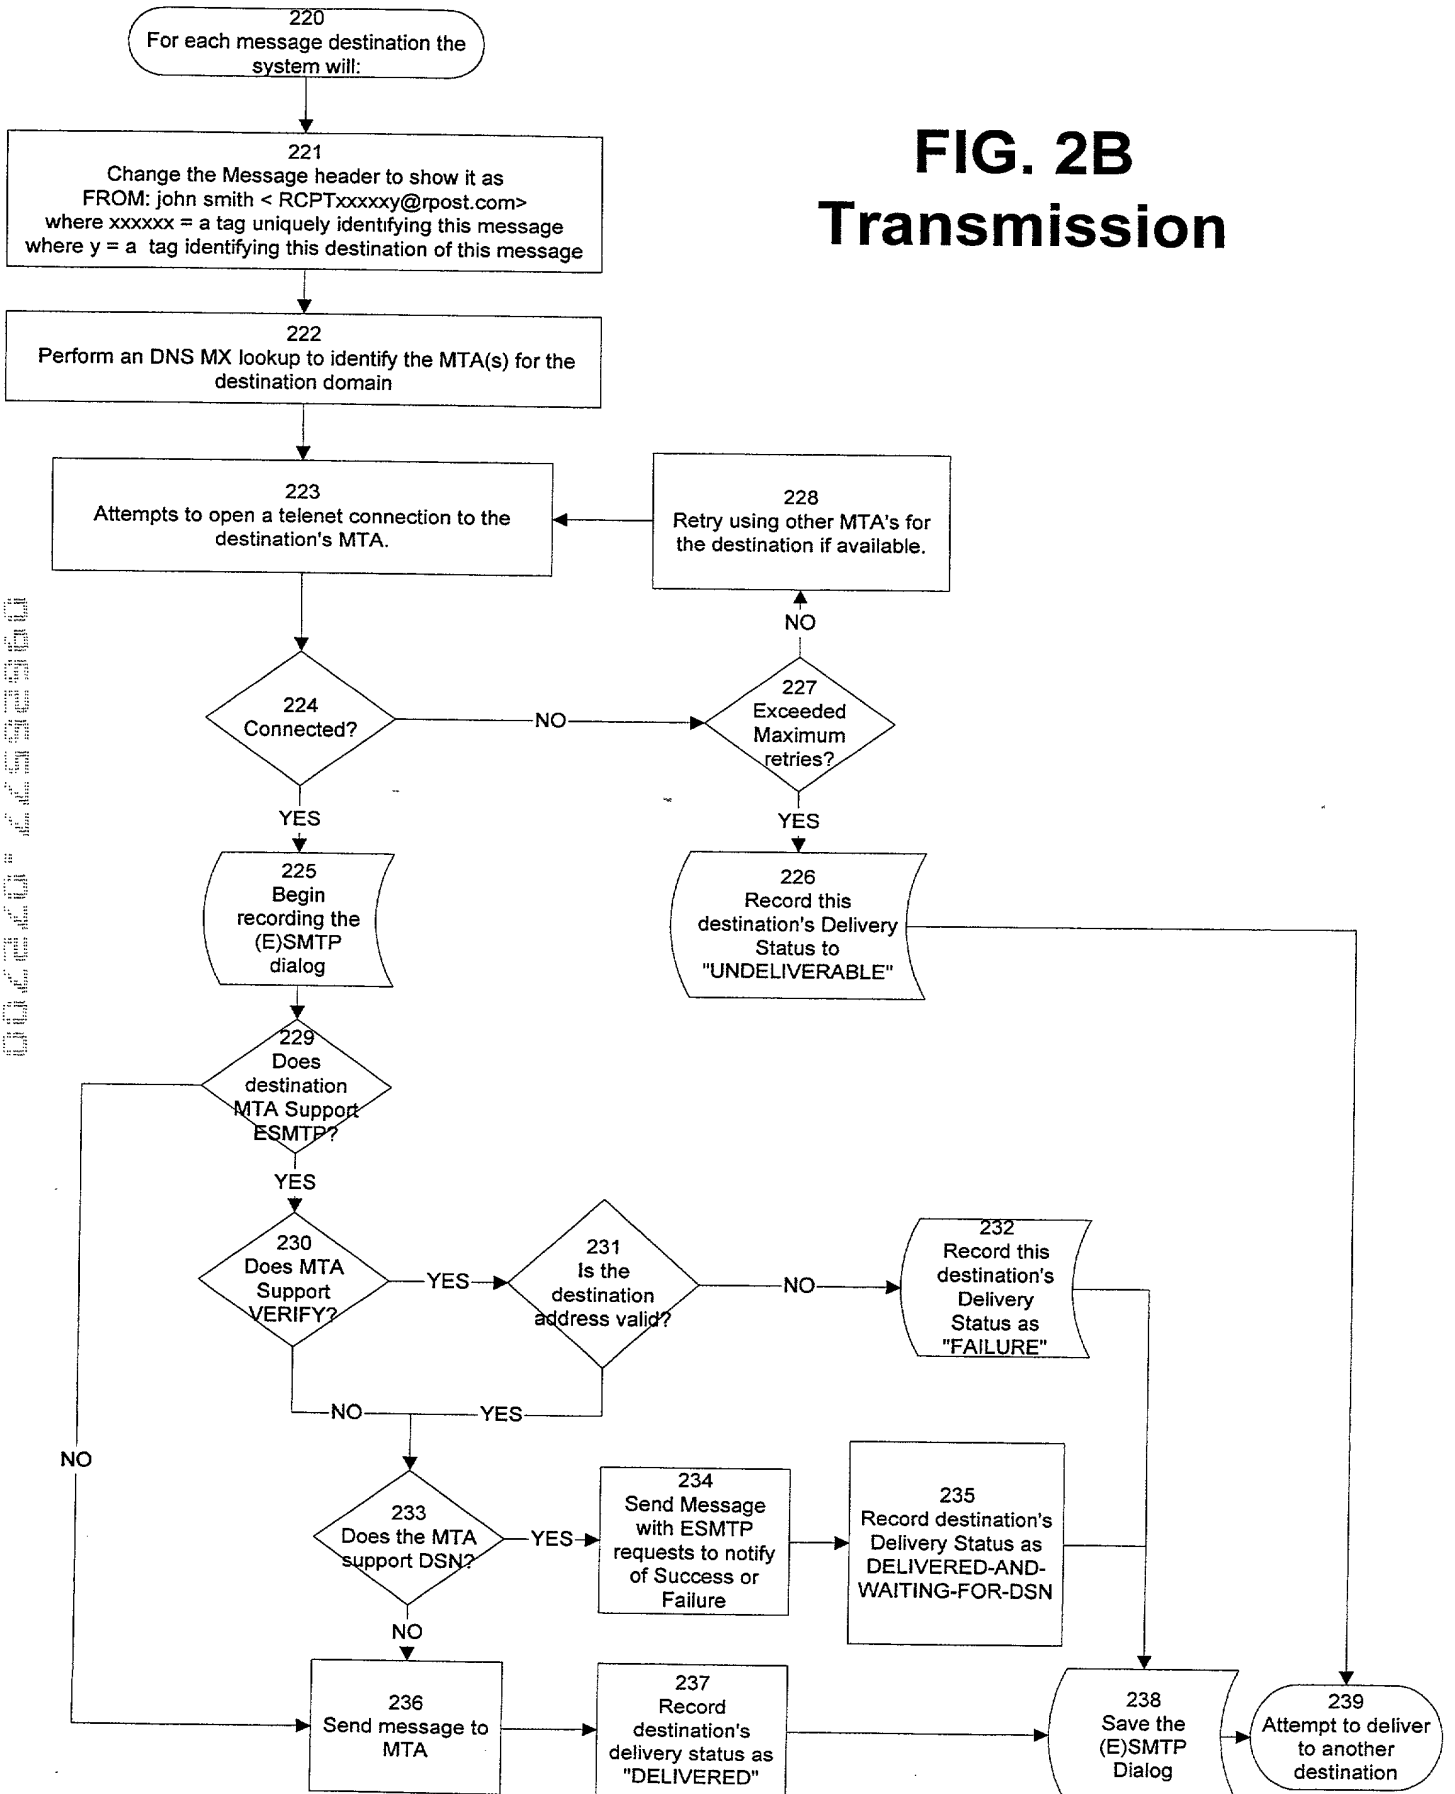 220
For each message destination the
system will:
FIG. 2B
Transmission
221
Change the Message header to show it as
FROM: john smith < RCPTxxxxxy@rpost.com>
where xxxxxx = a tag uniquely identifying this message
where y = a tag identifying this destination of this message
222
Perform an DNS MX lookup to identify the MTA(s) for the
destination domain
223
Attempts to open a telenet connection to the
destination's MTA.
228
Retry using other MTA's for
the destination if available.
NO
224
Connected?
NO
227
Exceeded
Maximum
retries?
YES
YES
225
Begin
recording the
(E)SMTP
dialog
226
Record this
destination's Delivery
Status to
"UNDELIVERABLE"
229
Does
destination
MTA Support
ESMTP?
YES
230
Does MTA
Support
VERIFY?
YES
231
Is the
destination
address valid?
NO
232
Record this
destination's
Delivery
Status as
"FAILURE"
NO
YES
NO
233
Does the MTA
support DSN?
YES
234
Send Message
with ESMTP
requests to notify
of Success or
Failure
235
Record destination's
Delivery Status as
DELIVERED-AND-
WAITING-FOR-DSN
NO
236
Send message to
MTA
237
Record
destination's
delivery status as
"DELIVERED"
238
Save the
(E)SMTP
Dialog
239
Attempt to deliver
to another
destination